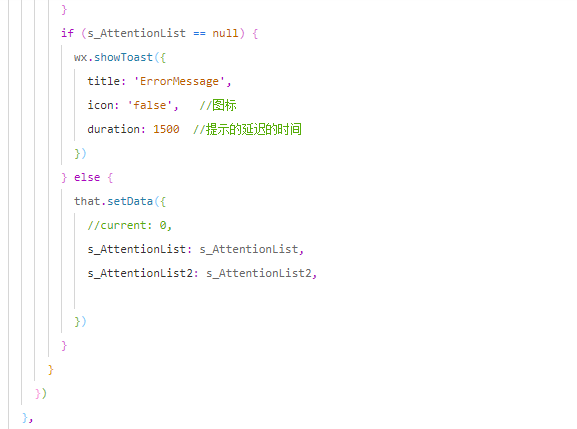 }
if (s_AttentionList == null) {
wx.showToast({
title: 'ErrorMessage',
icon: 'false',   //图标
duration: 1500  //提示的延迟的时间
})
} else {
that.setData({
//current: 0,
s_AttentionList: s_AttentionList,
s_AttentionList2: s_AttentionList2,
})
}
}
})
},